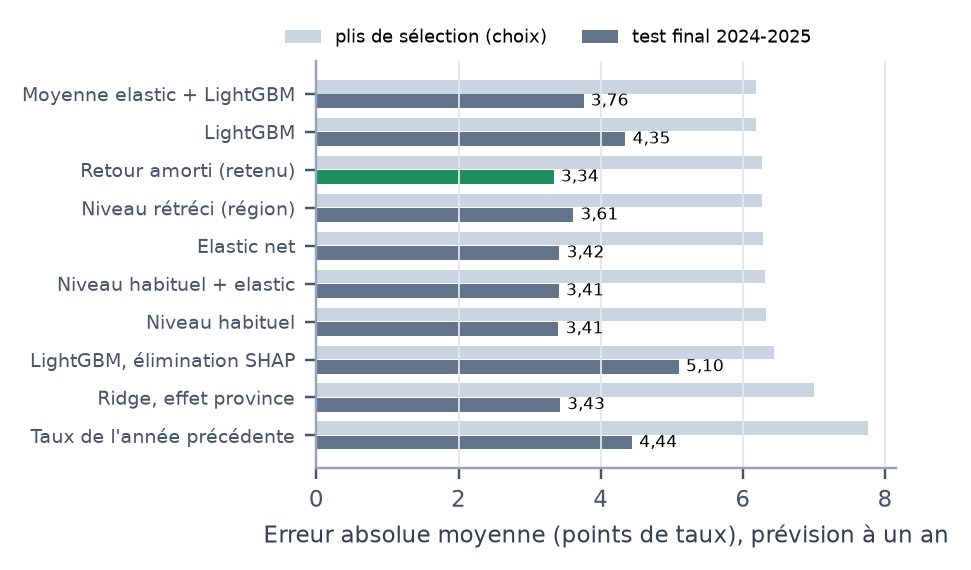 plis de sélection (choix)
test final 2024-2025
Moyenne elastic + LightGBM
3,76
LightGBM
4,35
Retour amorti (retenu)
3,34
Niveau rétréci (région)
3,61
Elastic net
3,42
Niveau habituel + elastic
3,41
Niveau habituel
3,41
LightGBM, élimination SHAP
5,10
Ridge, effet province
3,43
Taux de l'année précédente
4,44
0 2 4 6 8
Erreur absolue moyenne (points de taux), prévision à un an